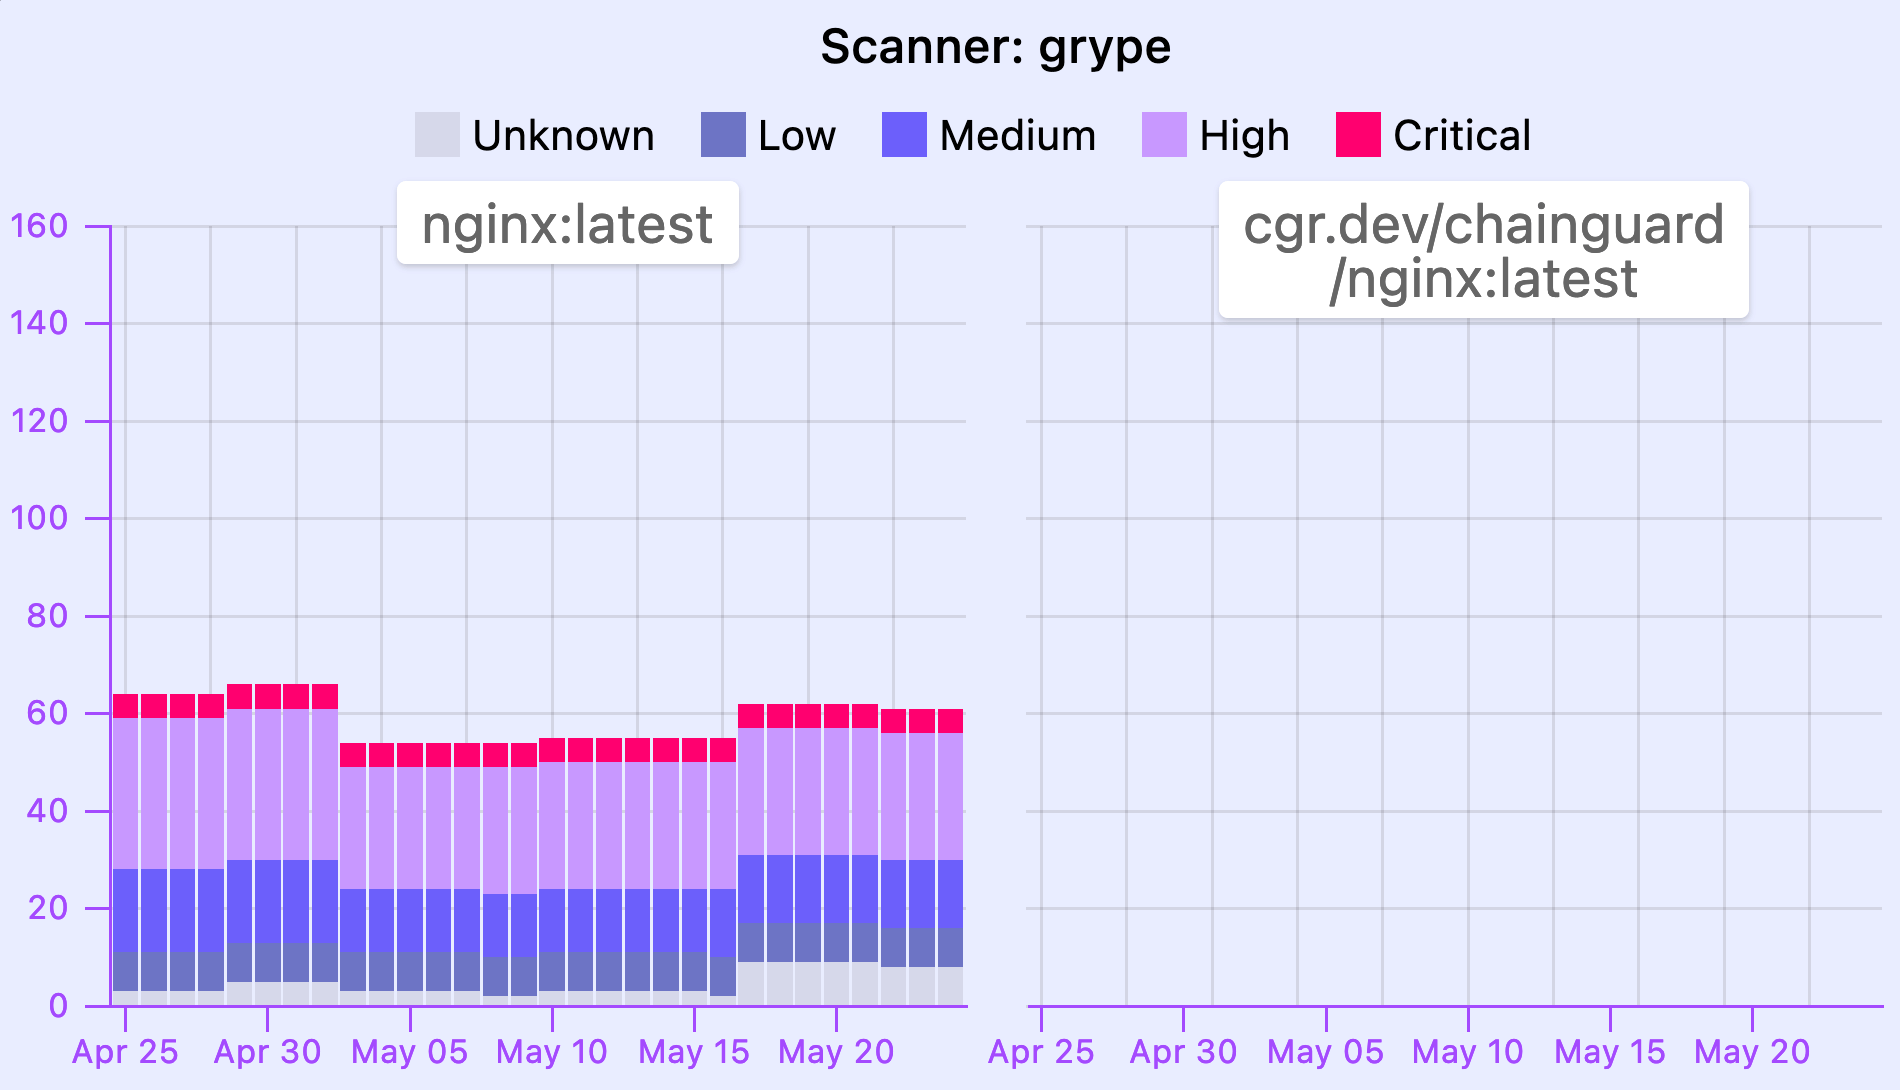 Scanner: grype
Unknown Low Medium High Critical
nginx:latest
cgr.dev/chainguard
/nginx:latest
160
140
120
100
80
60
40
20
0
Apr 25 Apr 30 May 05 May 10 May 15 May 20
Apr 25 Apr 30 May 05 May 10 May 15 May 20